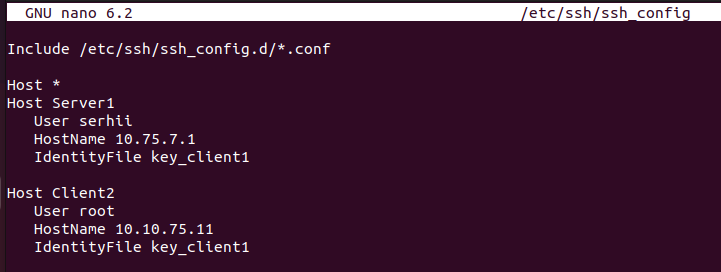 GNU nano 6.2 /etc/ssh/ssh_config
Include /etc/ssh/ssh_config.d/*.conf
Host *
Host Server1
User serhii
HostName 10.75.7.1
IdentityFile key_client1
Host Client2
User root
HostName 10.10.75.11
IdentityFile key_client1